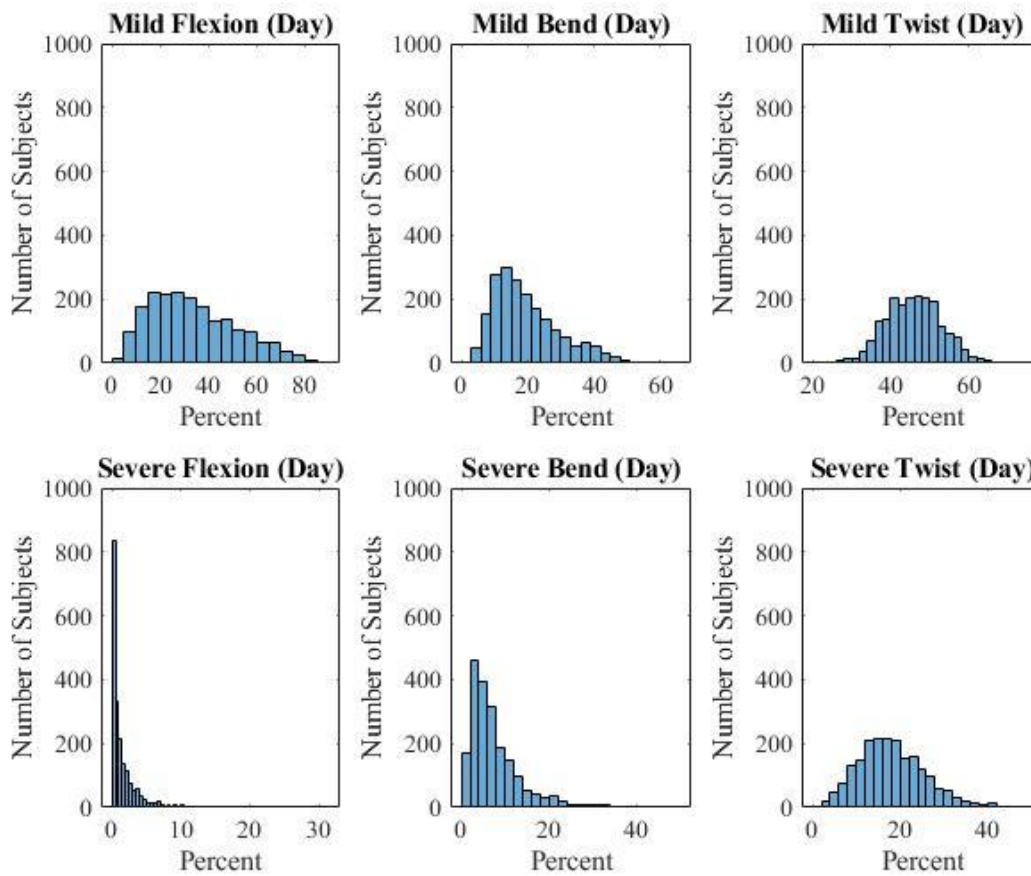 Mild Flexion (Day)
1000
800
600
400
200
0
0 20 40 60 80
Number of Subjects
Percent
Mild Bend (Day)
1000
800
600
400
200
0
0 20 40 60
Number of Subjects
Percent
Mild Twist (Day)
1000
800
600
400
200
0
20 40 60
Number of Subjects
Percent
Severe Flexion (Day)
1000
800
600
400
200
0
0 10 20 30
Number of Subjects
Percent
Severe Bend (Day)
1000
800
600
400
200
0
0 20 40
Number of Subjects
Percent
Severe Twist (Day)
1000
800
600
400
200
0
0 20 40
Number of Subjects
Percent